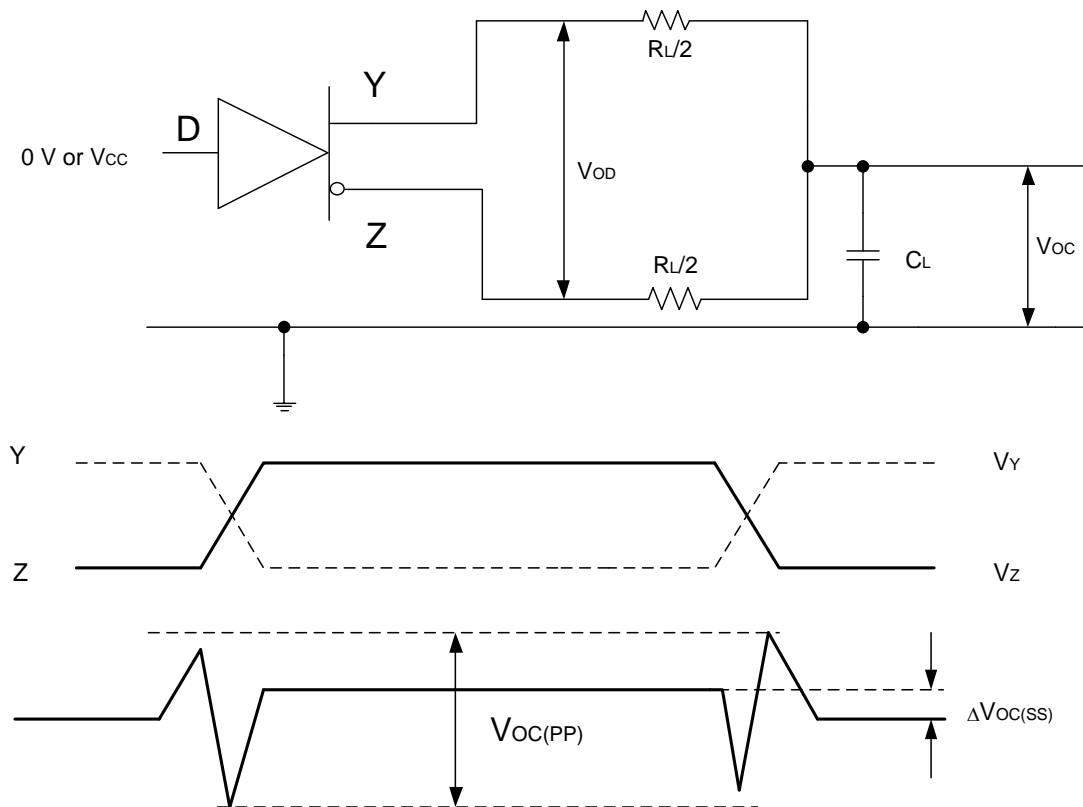 RL/2
Y
D
0 V or VCC
VOD
Z
RL/2
CL
VOC
Y
VY
Z
VZ
VOC(PP)
ΔVOC(SS)